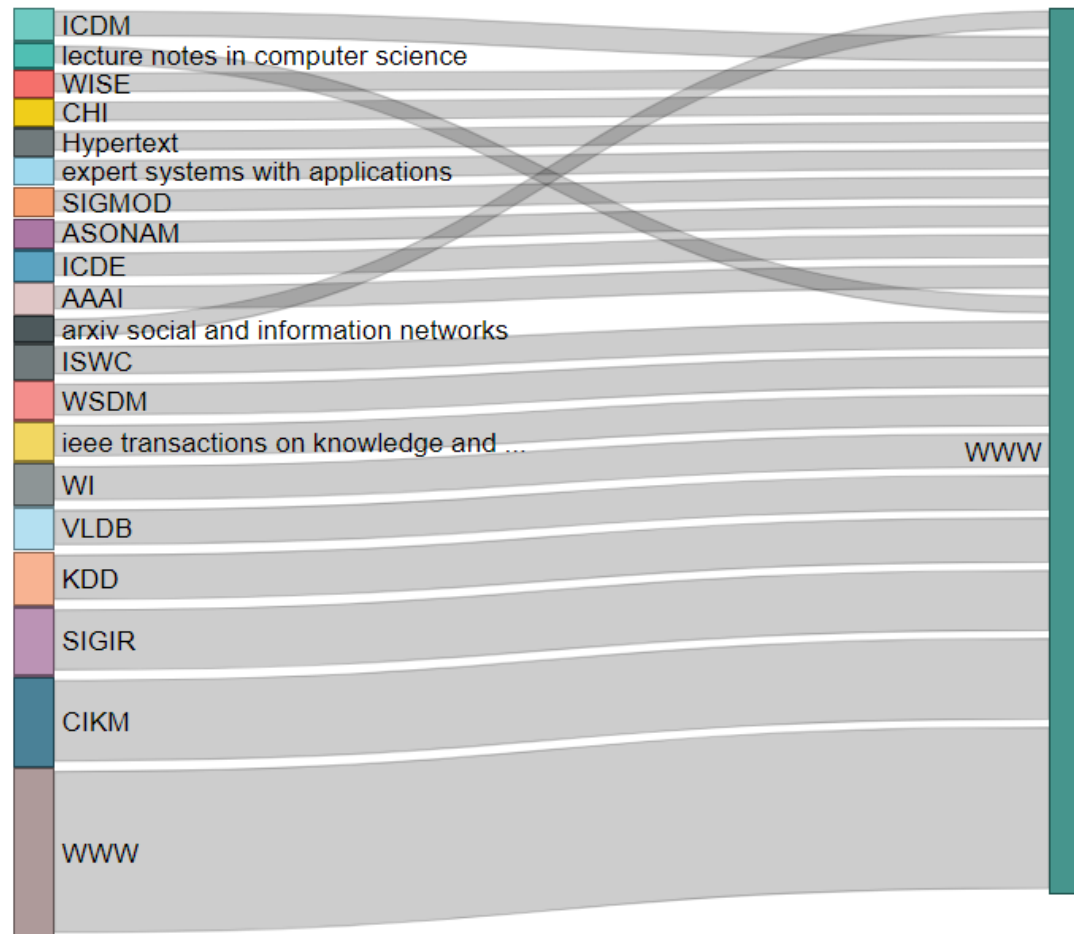 ICDM
lecture notes in computer science
WISE
CHI
Hypertext
expert systems with applications
SIGMOD
ASONAM
ICDE
AAAI
arxiv social and information networks
ISWC
WSDM
ieee transactions on knowledge and ...
WWW
WI
VLDB
KDD
SIGIR
CIKM
WWW